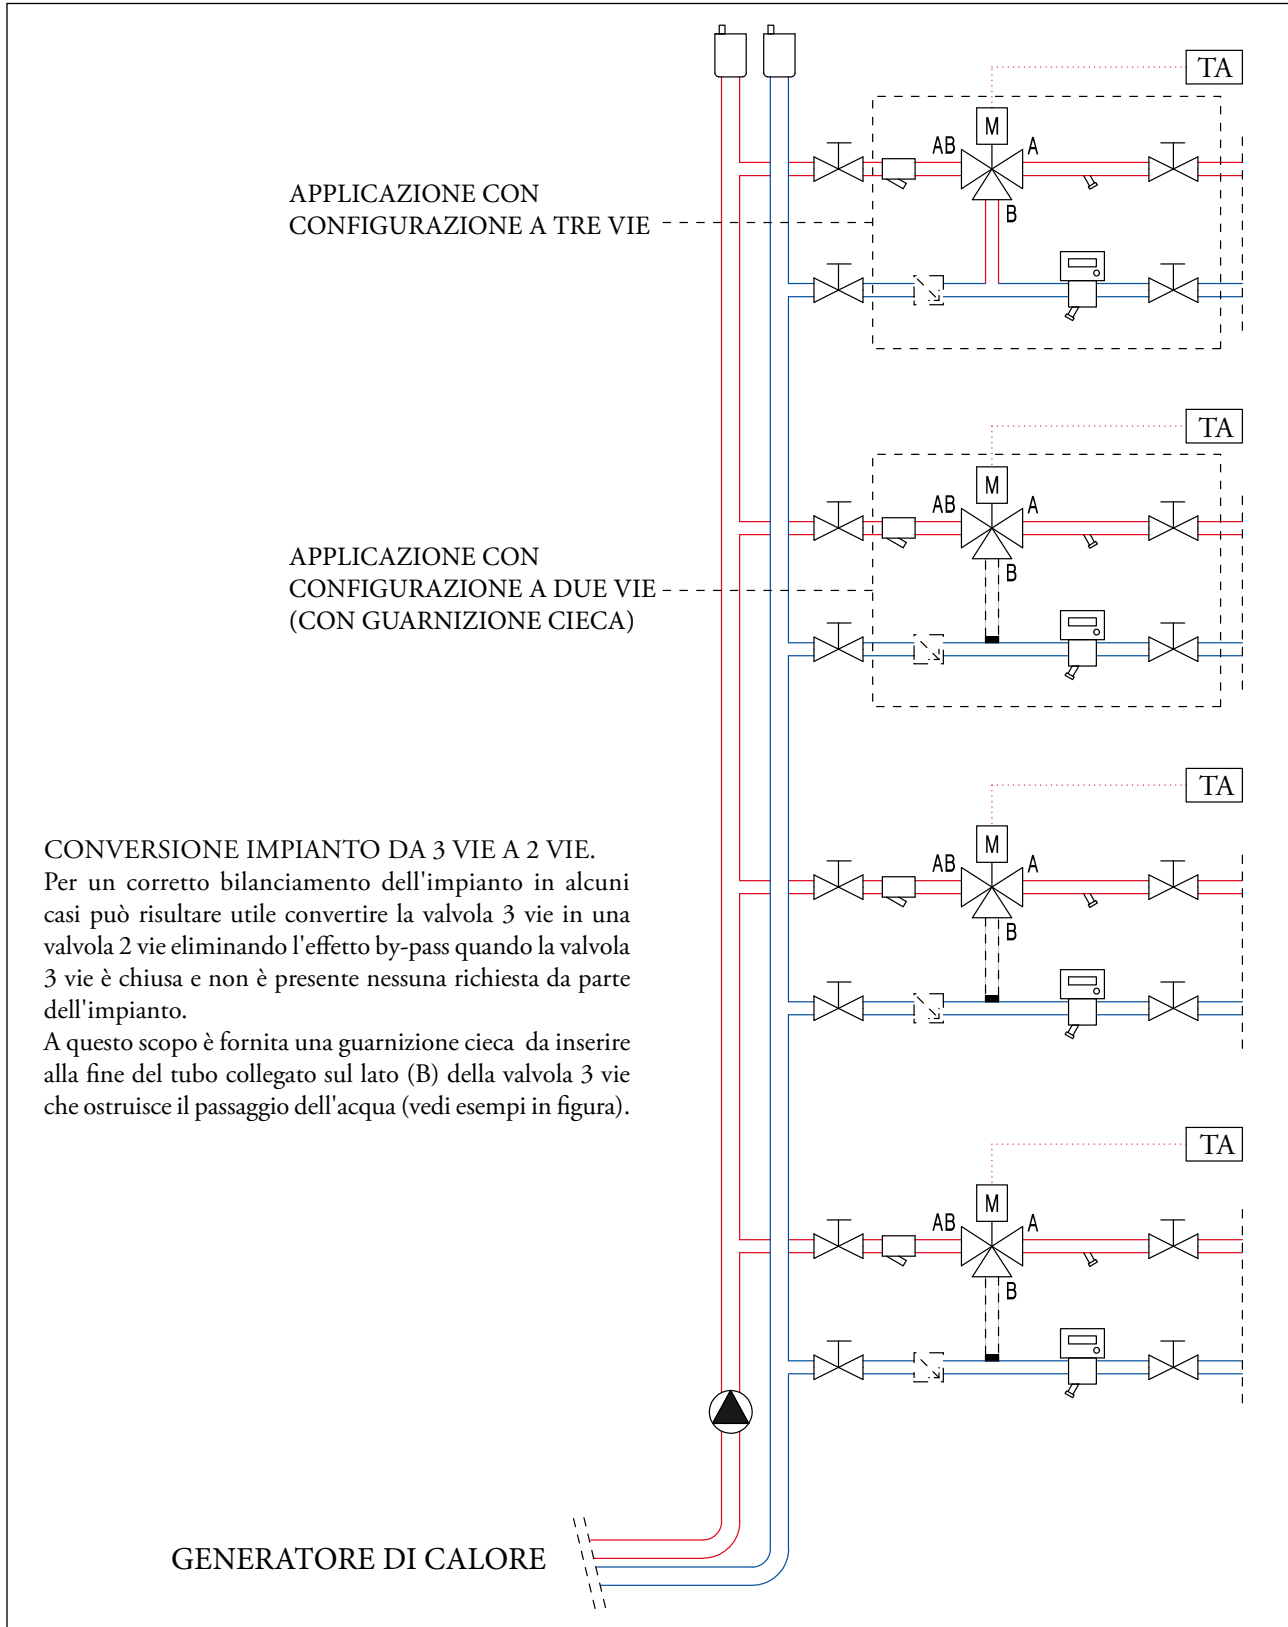 TA
M
AB
A
B
APPLICAZIONE CON
CONFIGURAZIONE A TRE VIE
TA
M
AB
A
B
APPLICAZIONE CON
CONFIGURAZIONE A DUE VIE
(CON GUARNIZIONE CIECA)
TA
M
AB
A
B
CONVERSIONE IMPIANTO DA 3 VIE A 2 VIE.
Per un corretto bilanciamento dell'impianto in alcuni
casi può risultare utile convertire la valvola 3 vie in una
valvola 2 vie eliminando l'effetto by-pass quando la valvola
3 vie è chiusa e non è presente nessuna richiesta da parte
dell'impianto.
A questo scopo è fornita una guarnizione cieca da inserire
alla fine del tubo collegato sul lato (B) della valvola 3 vie
che ostruisce il passaggio dell'acqua (vedi esempi in figura).
TA
M
AB
A
B
GENERATORE DI CALORE